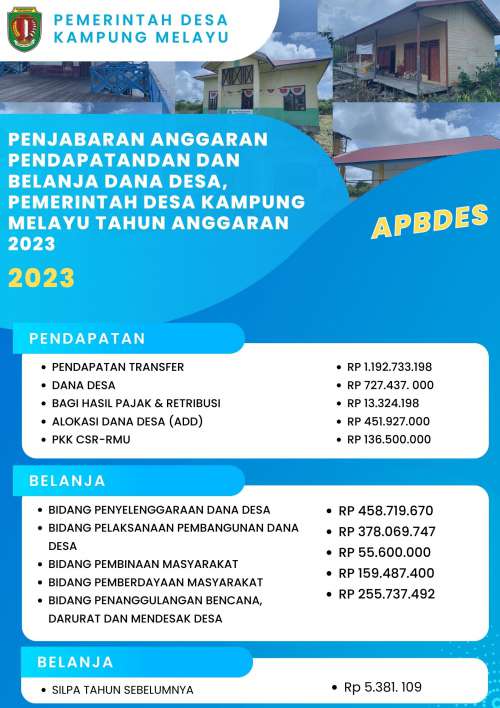 PEMERINTAH DESA
KAMPUNG MELAYU
PENJABARAN ANGGARAN
PENDAPATANDAN DAN
BELANJA DANA DESA,
PEMERINTAH DESA KAMPUNG
MELAYU TAHUN ANGGARAN
2023
2023
APBDES
PENDAPATAN
• PENDAPATAN TRANSFER • RP 1.192.733.198
• DANA DESA • RP 727.437. 000
• BAGI HASIL PAJAK & RETRIBUSI • RP 13.324.198
• ALOKASI DANA DESA (ADD) • RP 451.927.000
• PKK CSR-RMU • RP 136.500.000
BELANJA
• BIDANG PENYELENGGARAAN DANA DESA • RP 458.719.670
• BIDANG PELAKSANAAN PEMBANGUNAN DANA • RP 378.069.747
DESA • RP 55.600.000
• BIDANG PEMBINAAN MASYARAKAT • RP 159.487.400
• BIDANG PEMBERDAYAAN MASYARAKAT • RP 255.737.492
• BIDANG PENANGGULANGAN BENCANA,
DARURAT DAN MENDESAK DESA
BELANJA
• SILPA TAHUN SEBELUMNYA • Rp 5.381. 109